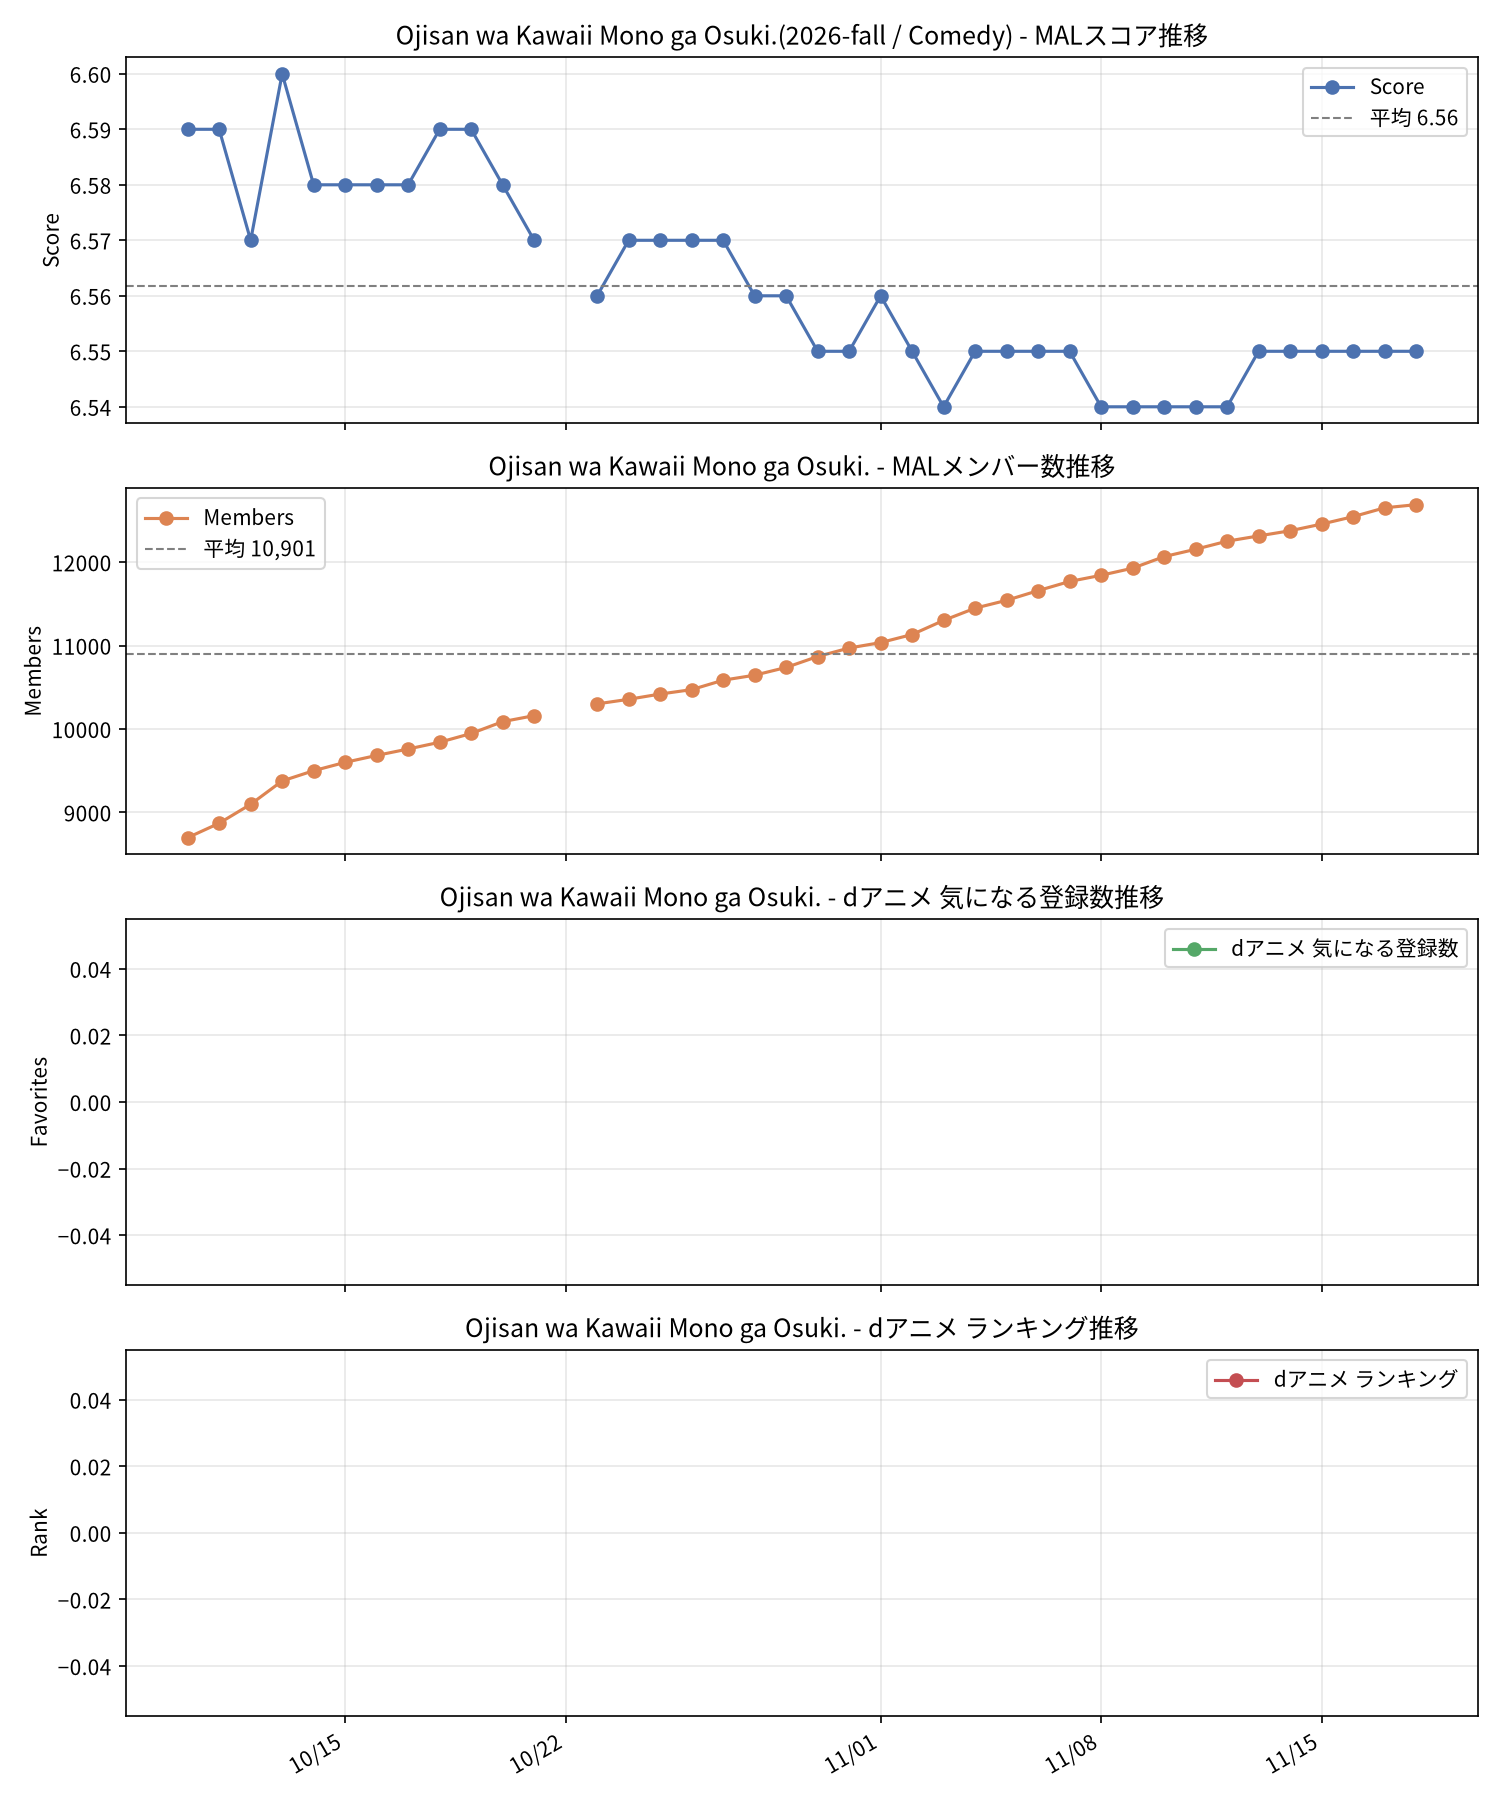 Ojisan wa Kawaii Mono ga Osuki.(2026-fall / Comedy) - MALスコア推移
Score
6.60
6.59
6.58
6.57
6.56
6.55
6.54
Score
平均 6.56
Ojisan wa Kawaii Mono ga Osuki. - MALメンバー数推移
Members
12000
11000
10000
9000
Members
平均 10,901
Ojisan wa Kawaii Mono ga Osuki. - dアニメ 気になる登録数推移
Favorites
0.04
0.02
0.00
−0.02
−0.04
dアニメ 気になる登録数
Ojisan wa Kawaii Mono ga Osuki. - dアニメ ランキング推移
Rank
0.04
0.02
0.00
−0.02
−0.04
dアニメ ランキング
10/15
10/22
11/01
11/08
11/15